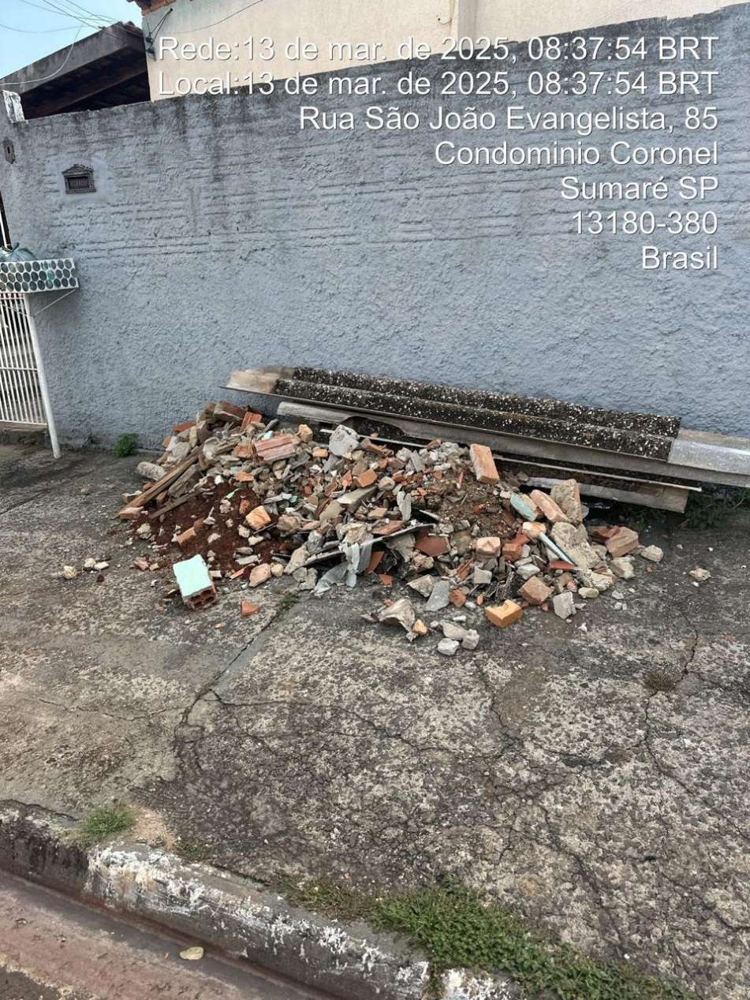 Rede:13 de mar. de 2025, 08:37:54 BRT
Local:13 de mar. de 2025, 08:37:54 BRT
Rua São João Evangelista, 85
Condominio Coronel
Sumaré SP
13180-380
Brasil